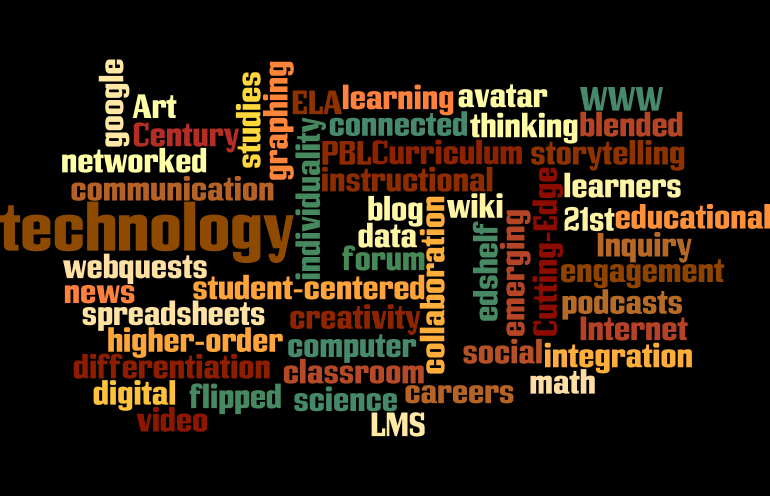 google
Art
Century
studies
graphing
ELA
learning
avatar
WWW
connected
thinking
blended
networked
individuality
PBL
Curriculum
storytelling
communication
instructional
learners
technology
blog
wiki
21st
educational
data
collaboration
edshelf
emerging
Cutting-Edge
Inquiry
forum
webquests
engagement
news
student-centered
podcasts
spreadsheets
creativity
Internet
higher-order
computer
social
integration
differentiation
classroom
math
digital
flipped
science
careers
video
LMS